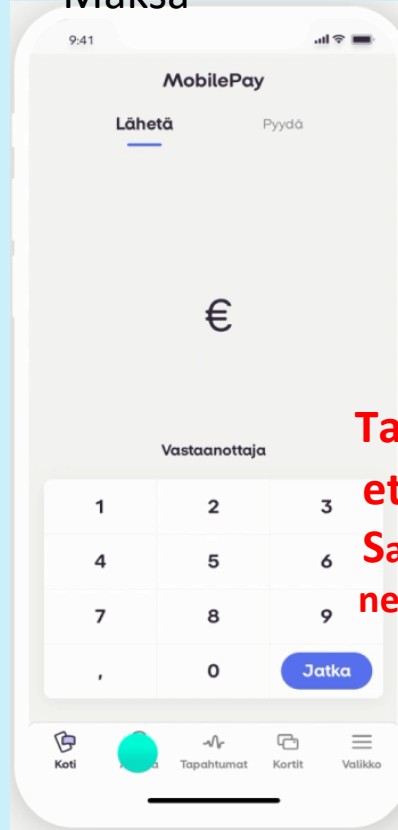 Maksa
9:41
MobilePay
Lähetä Pyydä
€
Vastaanottaja
1 2 3
4 5 6
7 8 9
, 0 Jatka
Koti Tapahtumat Kortit Valikko